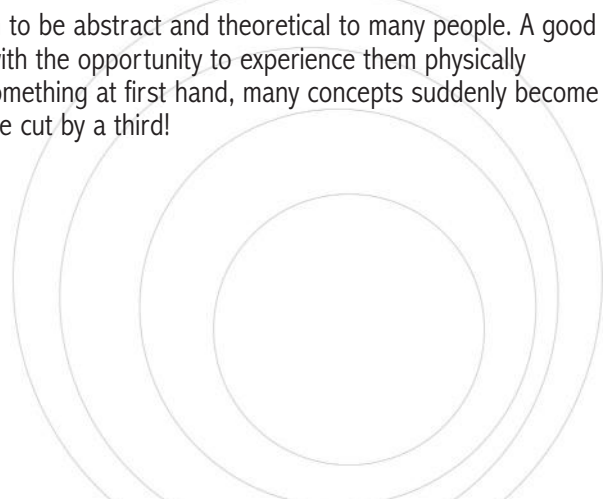 to be abstract and theoretical to many people. A good
with the opportunity to experience them physically
omething at first hand, many concepts suddenly become
e cut by a third!